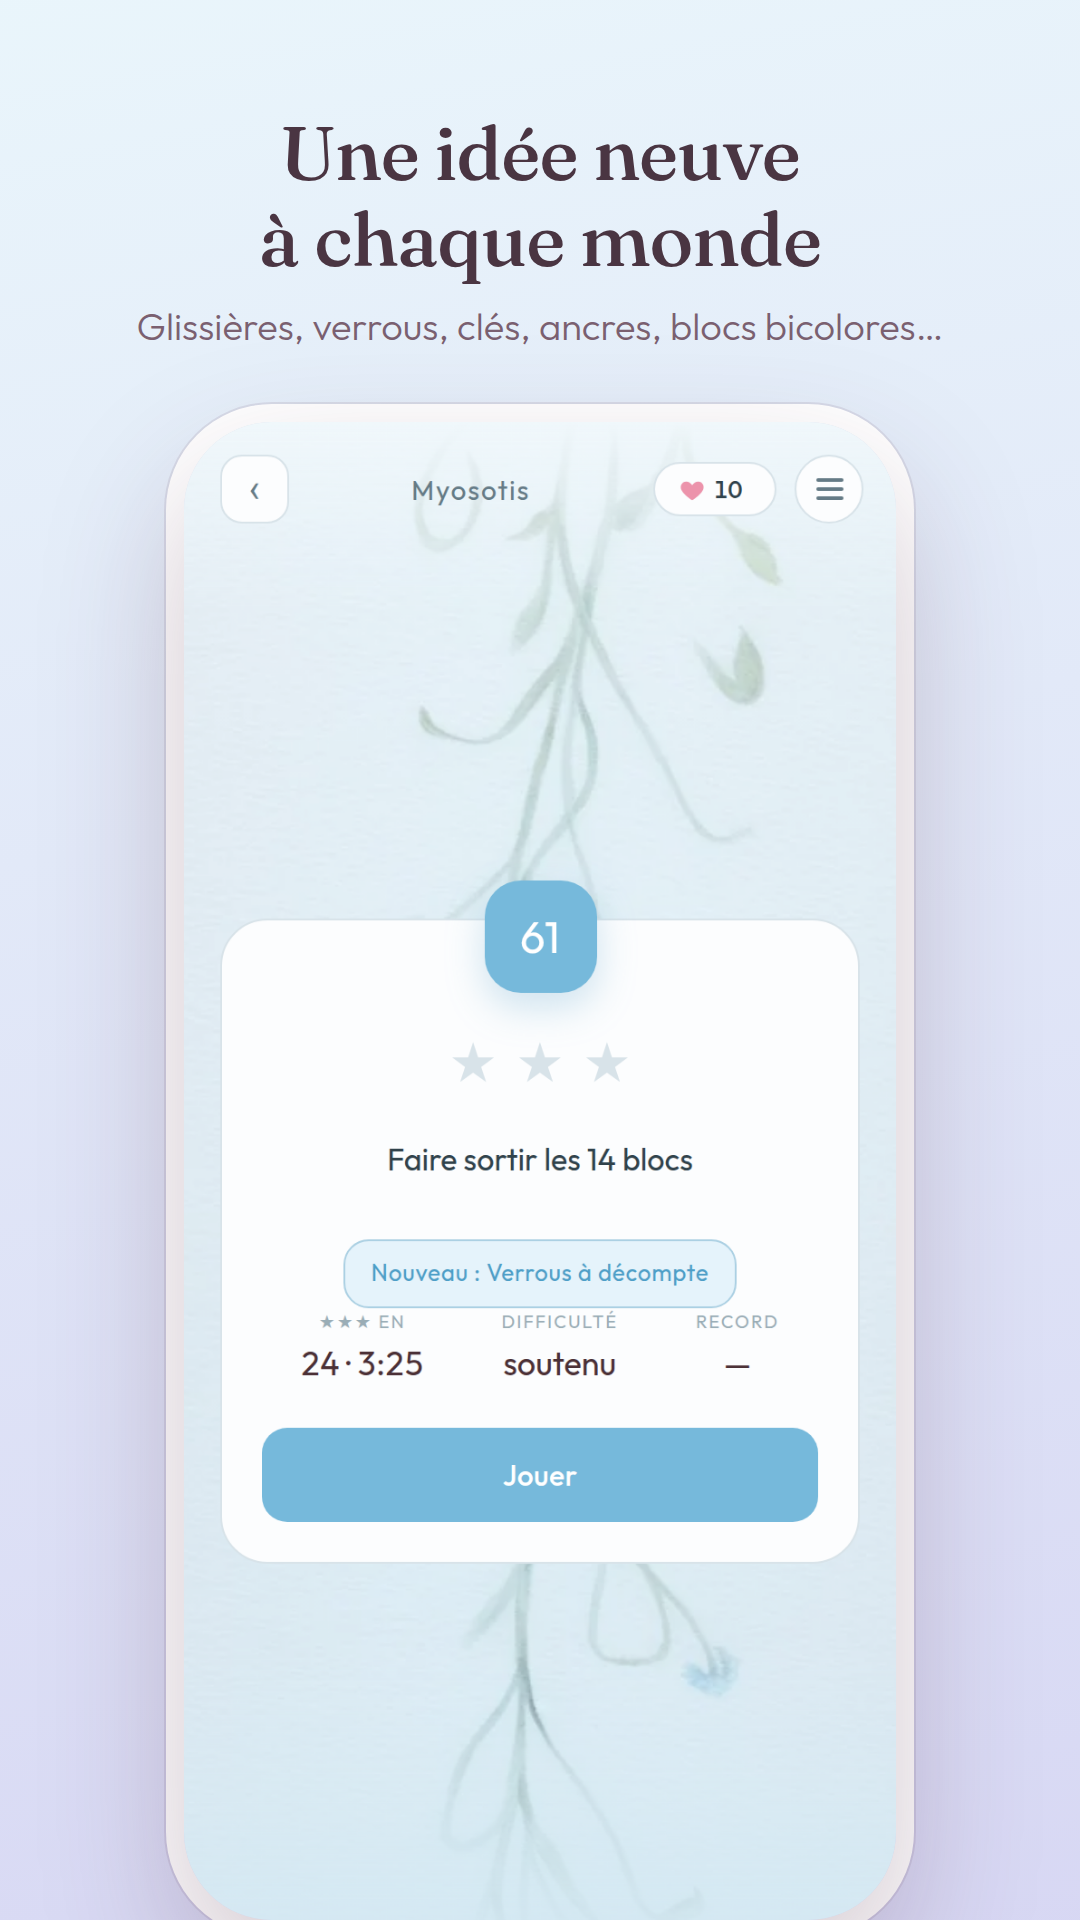 Une idée neuve
à chaque monde
Glissières, verrous, clés, ancres, blocs bicolores...
‹ Myosotis 10
61
★ ★ ★
Faire sortir les 14 blocs
Nouveau : Verrous à décompte
★★★ EN DIFFICULTÉ RECORD
24 · 3:25 soutenu —
Jouer